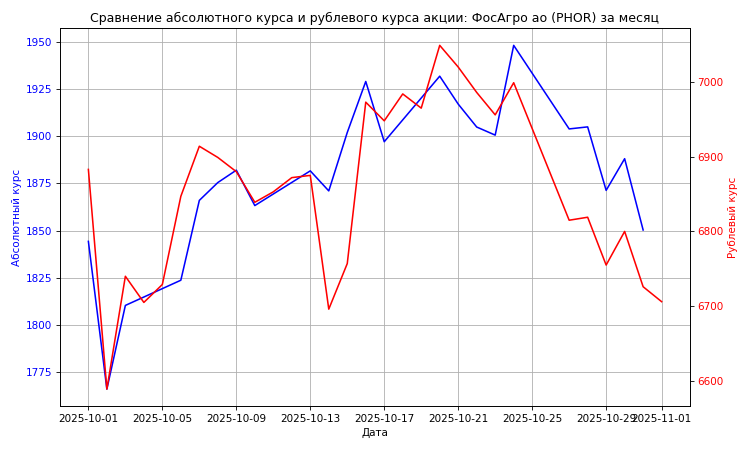 Сравнение абсолютного курса и рублевого курса акции: ФосАгро ао (PHOR) за месяц
1950
1925
1900
1875
1850
1825
1800
1775
Абсолютный курс
7000
6900
6800
6700
6600
Рублевый курс
2025-10-01 2025-10-05 2025-10-09 2025-10-13 2025-10-17 2025-10-21 2025-10-25 2025-10-29 2025-11-01
Дата